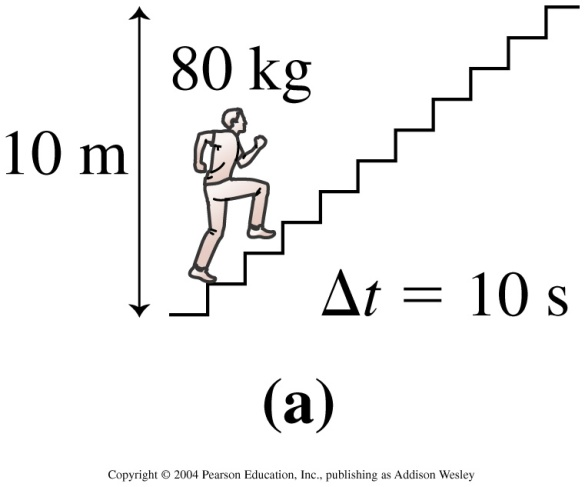 80 kg
10 m
Δt = 10 s
(a)
Copyright © 2004 Pearson Education, Inc., publishing as Addison Wesley